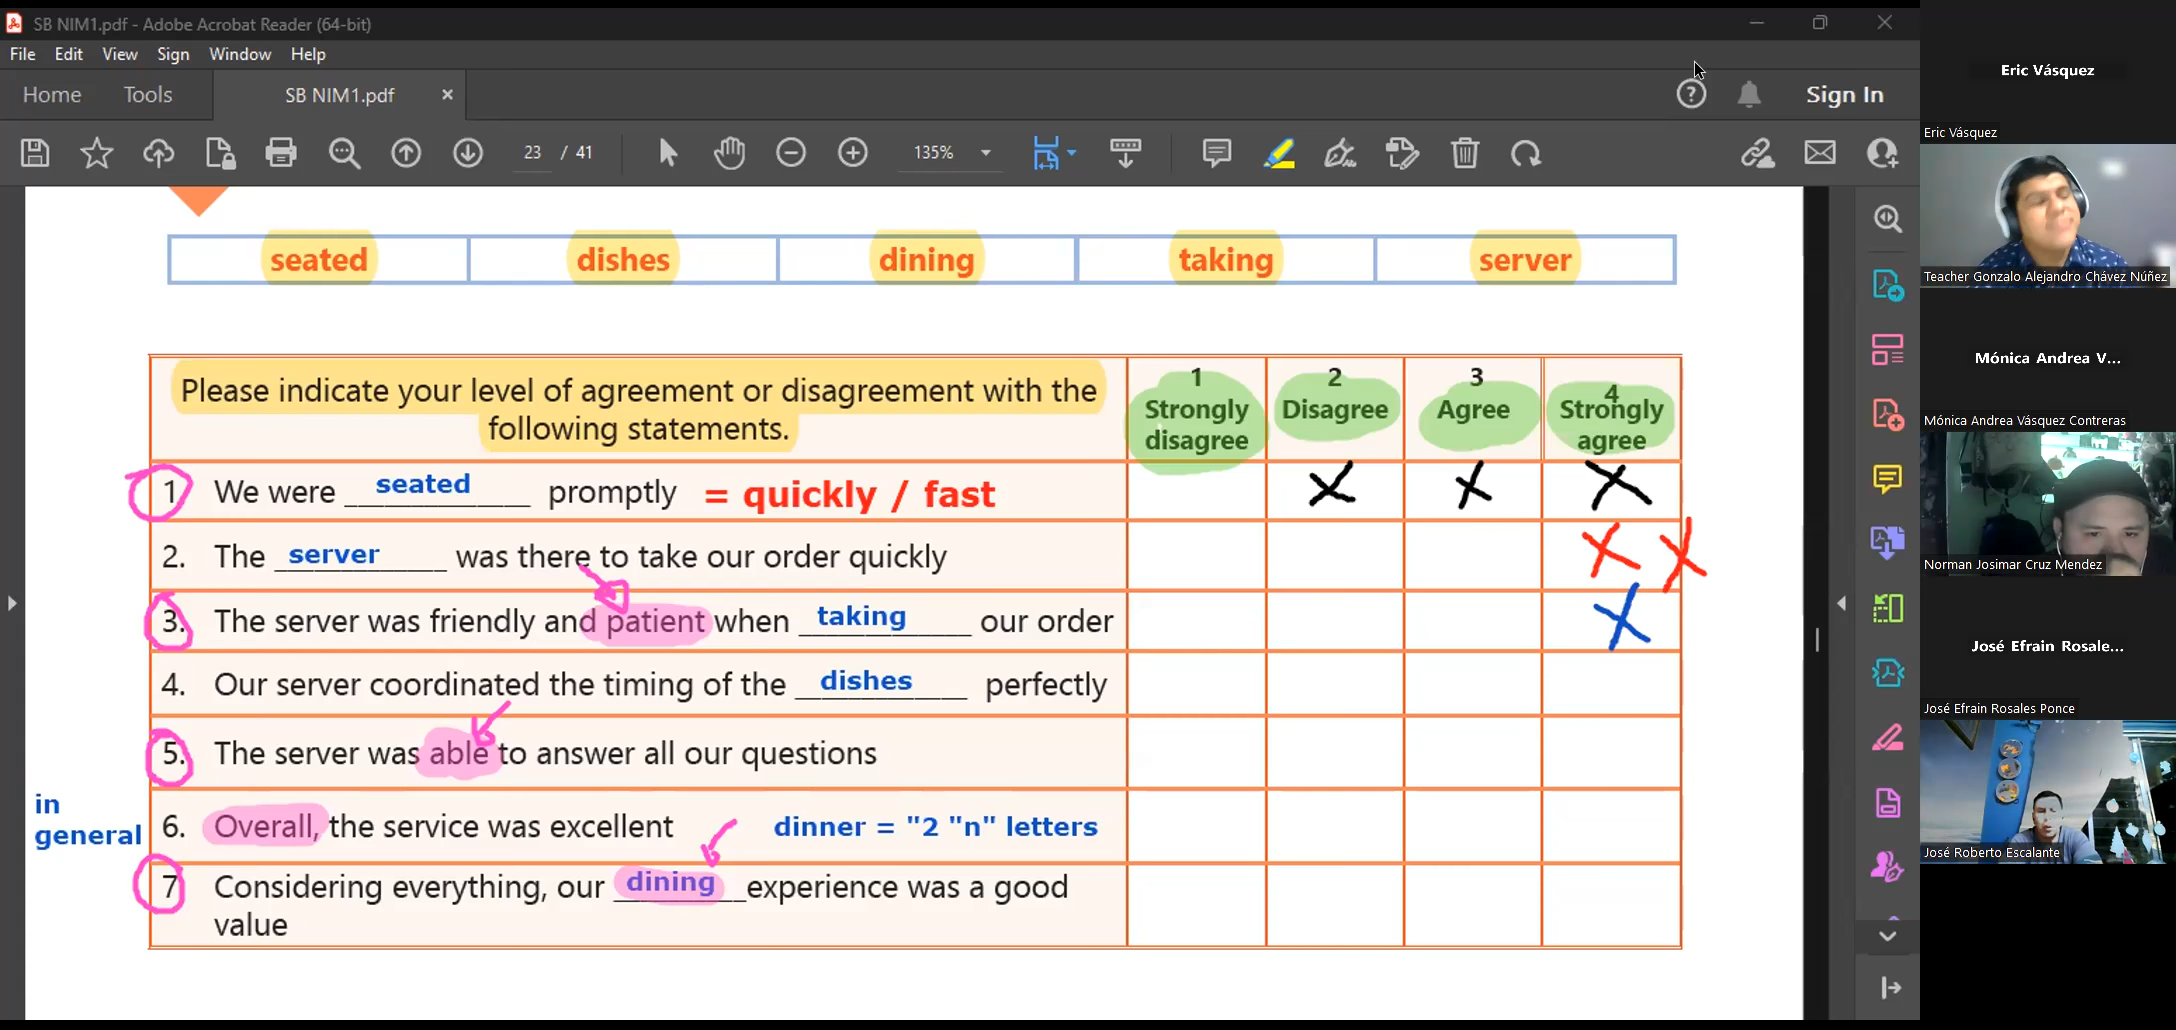 SB NIM1.pdf - Adobe Acrobat Reader (64-bit)
File Edit View Sign Window Help
Home Tools SB NIM1.pdf × Sign In
23 / 41 135%
seated dishes dining taking server
Please indicate your level of agreement or disagreement with the
following statements.
1 Strongly disagree
2 Disagree
3 Agree
4 Strongly agree
1 We were seated promptly = quickly / fast
2. The server was there to take our order quickly
3. The server was friendly and patient when taking our order
4. Our server coordinated the timing of the dishes perfectly
5. The server was able to answer all our questions
in
general
6. Overall, the service was excellent dinner = "2 "n" letters
7 Considering everything, our dining experience was a good
value
Eric Vásquez
Eric Vásquez
Teacher Gonzalo Alejandro Chávez Núñez
Mónica Andrea V...
Mónica Andrea Vásquez Contreras
Norman Josimar Cruz Mendez
José Efrain Rosale...
José Efrain Rosales Ponce
José Roberto Escalante